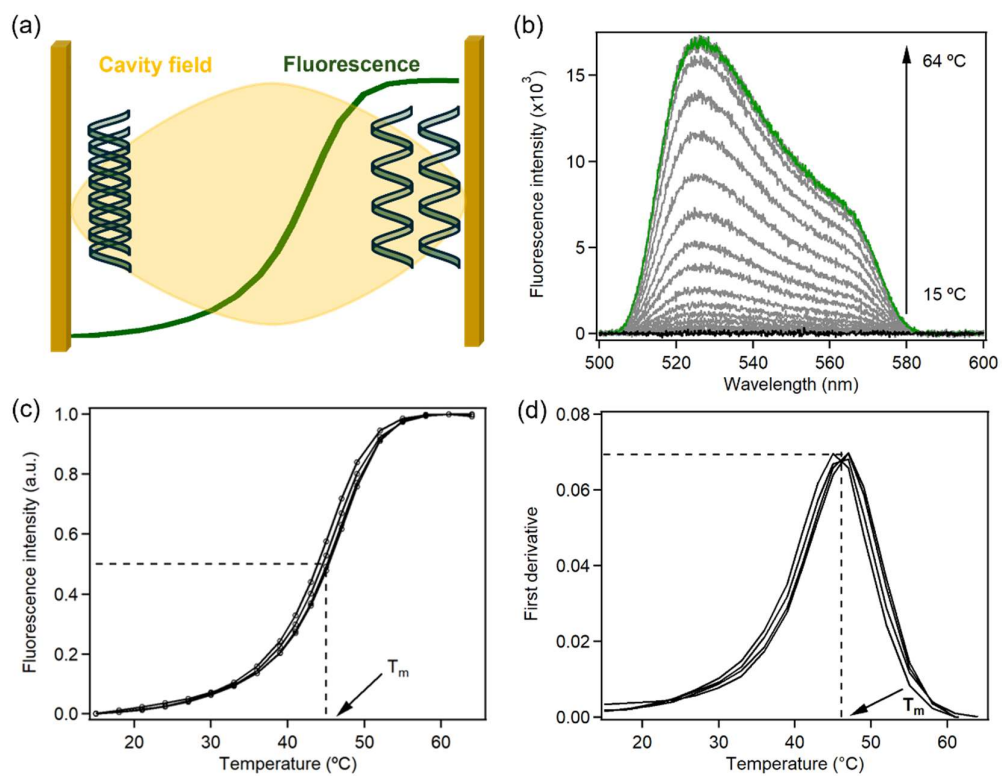 (a)
Cavity field
Fluorescence
(b)
Fluorescence intensity (x10³)
15
10
5
0
64 ºC
15 ºC
500
520
540
560
580
600
Wavelength (nm)
(c)
Fluorescence intensity (a.u.)
1.0
0.8
0.6
0.4
0.2
0.0
Tm
20
30
40
50
60
Temperature (ºC)
(d)
First derivative
0.08
0.06
0.04
0.02
0.00
Tm
20
30
40
50
60
Temperature (°C)